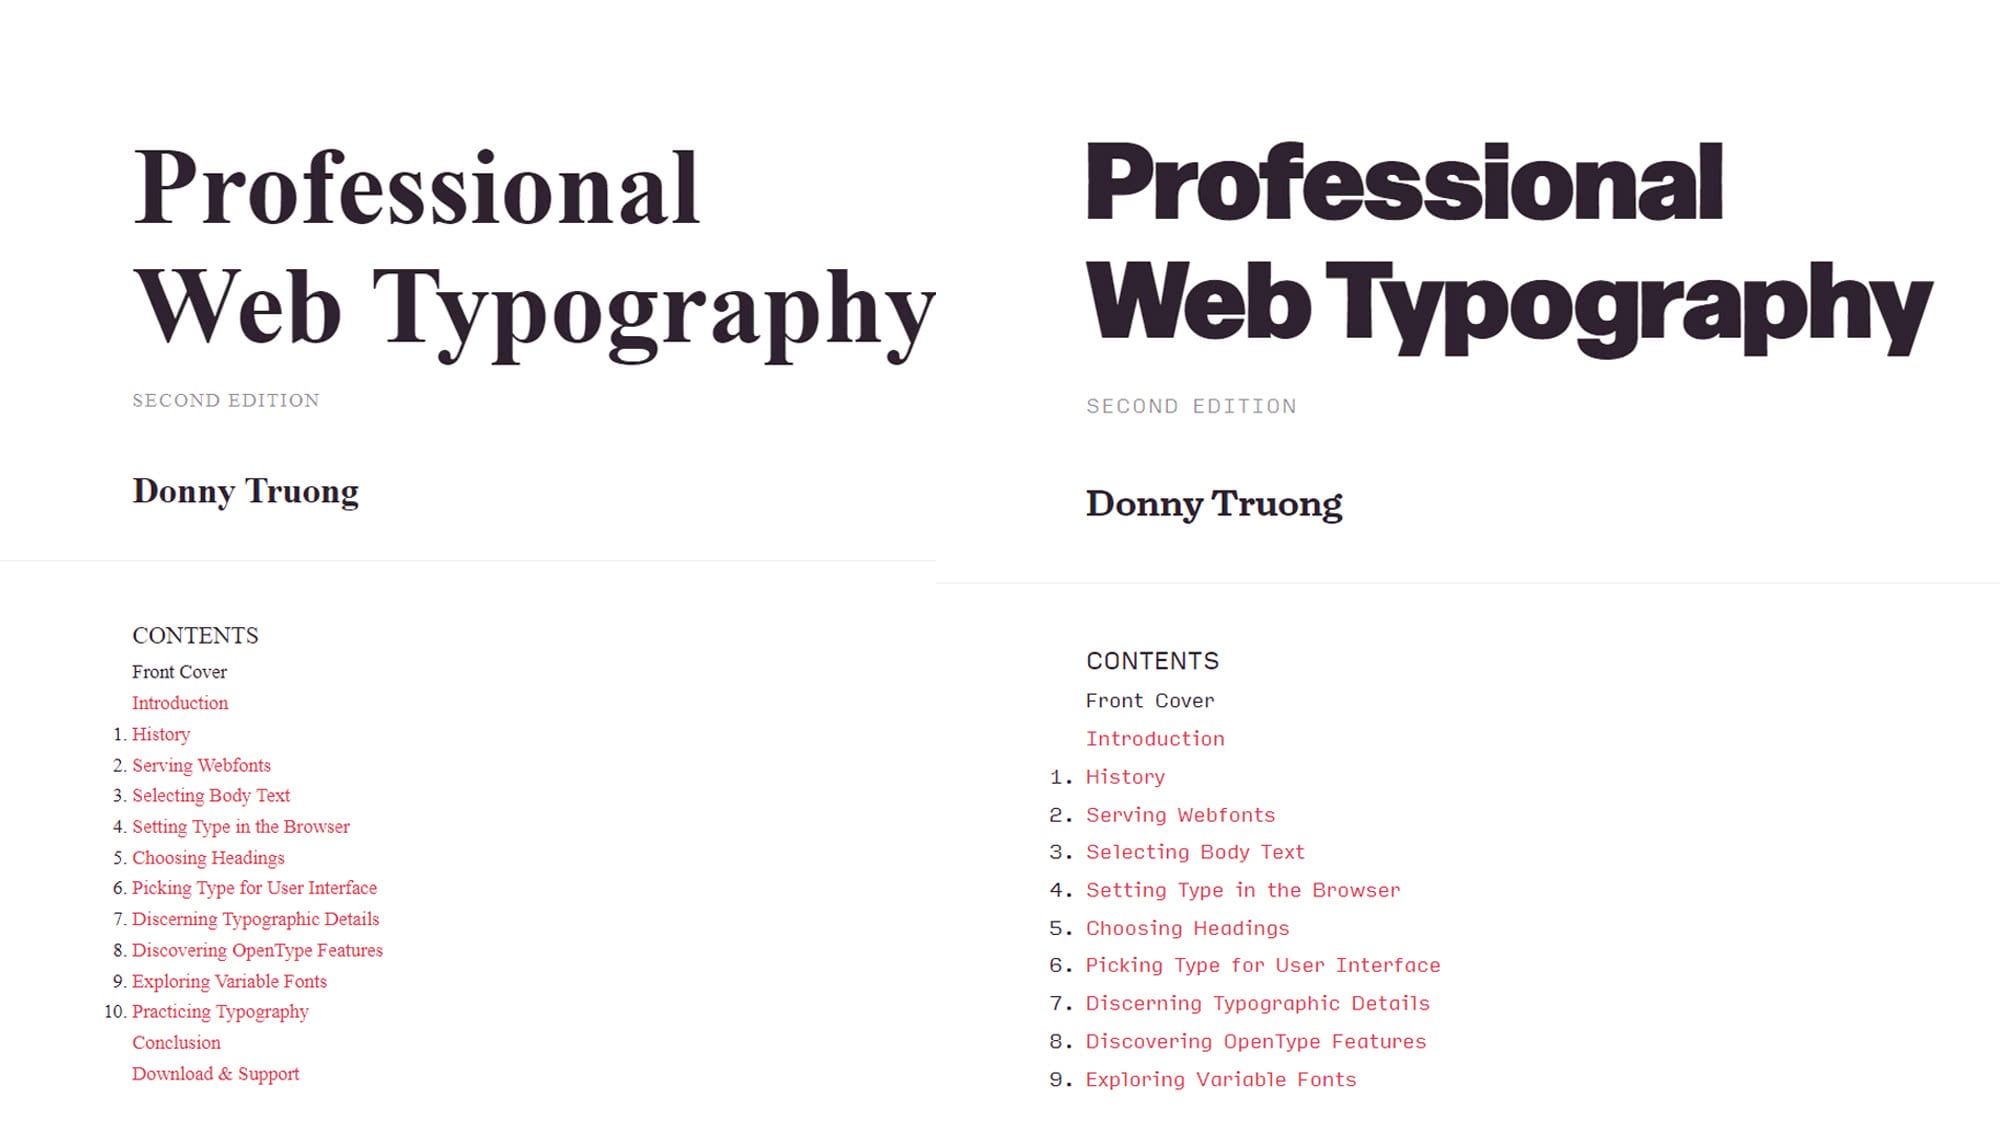 Professional
Web Typography
SECOND EDITION
Donny Truong
CONTENTS
Front Cover
Introduction
1. History
2. Serving Webfonts
3. Selecting Body Text
4. Setting Type in the Browser
5. Choosing Headings
6. Picking Type for User Interface
7. Discerning Typographic Details
8. Discovering OpenType Features
9. Exploring Variable Fonts
10. Practicing Typography
Conclusion
Download & Support
Professional
Web Typography
SECOND EDITION
Donny Truong
CONTENTS
Front Cover
Introduction
1. History
2. Serving Webfonts
3. Selecting Body Text
4. Setting Type in the Browser
5. Choosing Headings
6. Picking Type for User Interface
7. Discerning Typographic Details
8. Discovering OpenType Features
9. Exploring Variable Fonts